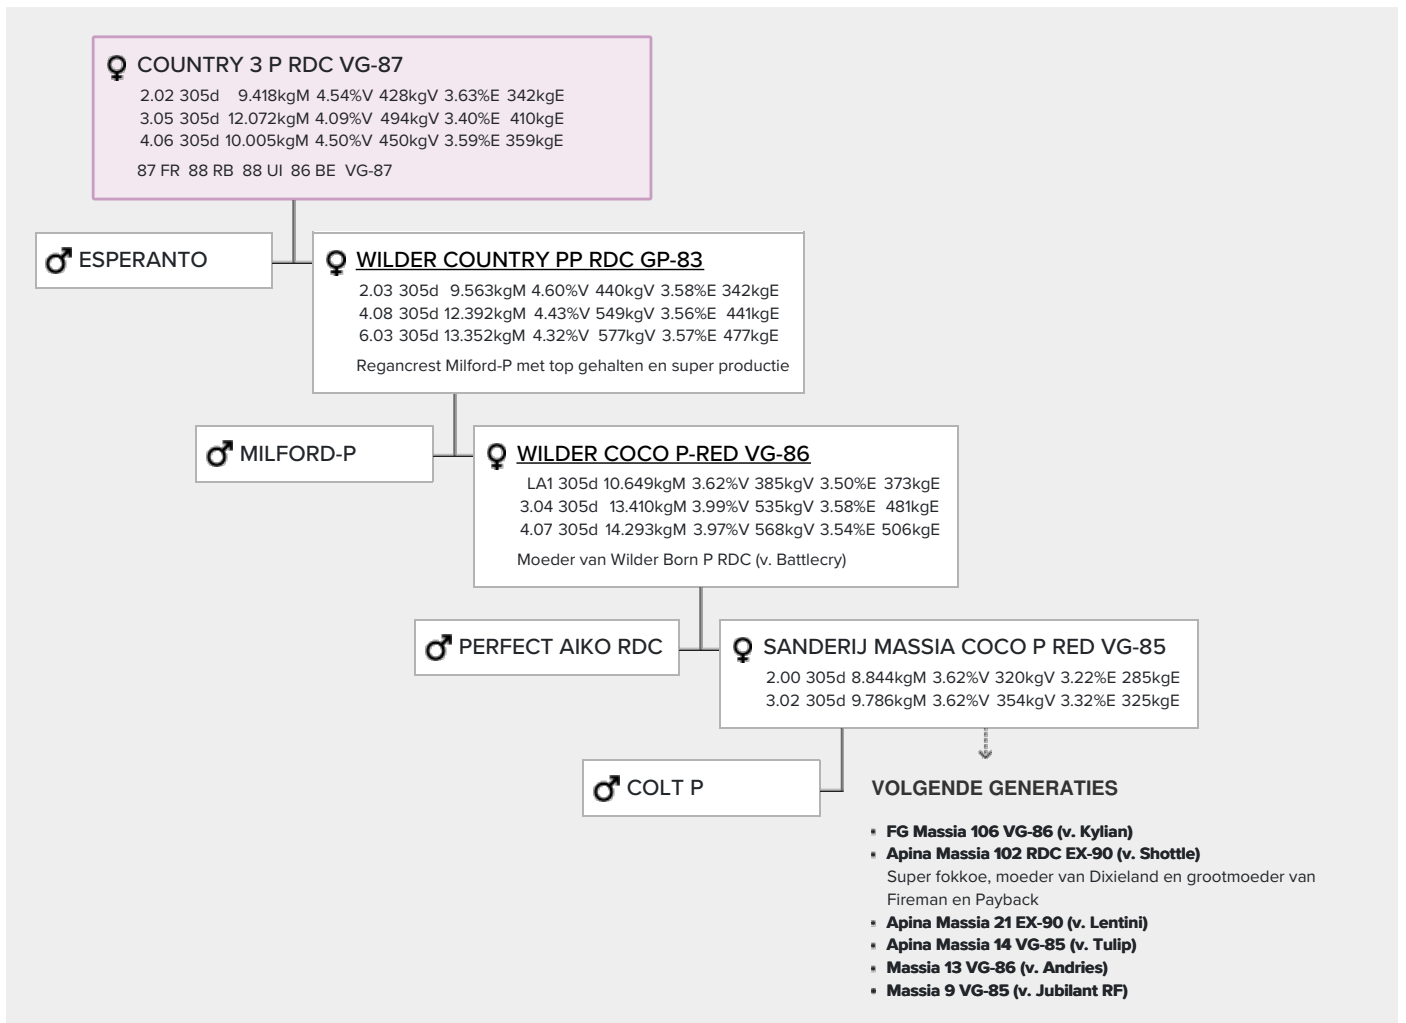 COUNTRY 3 P RDC VG-87
2.02 305d 9.418kgM 4.54%V 428kgV 3.63%E 342kgE
3.05 305d 12.072kgM 4.09%V 494kgV 3.40%E 410kgE
4.06 305d 10.005kgM 4.50%V 450kgV 3.59%E 359kgE
87 FR 88 RB 88 UI 86 BE VG-87
ESPERANTO
WILDER COUNTRY PP RDC GP-83
2.03 305d 9.563kgM 4.60%V 440kgV 3.58%E 342kgE
4.08 305d 12.392kgM 4.43%V 549kgV 3.56%E 441kgE
6.03 305d 13.352kgM 4.32%V 577kgV 3.57%E 477kgE
Regancrest Milford-P met top gehalten en super productie
MILFORD-P
WILDER COCO P-RED VG-86
LA1 305d 10.649kgM 3.62%V 385kgV 3.50%E 373kgE
3.04 305d 13.410kgM 3.99%V 535kgV 3.58%E 481kgE
4.07 305d 14.293kgM 3.97%V 568kgV 3.54%E 506kgE
Moeder van Wilder Born P RDC (v. Battlecry)
PERFECT AIKO RDC
SANDERIJ MASSIA COCO P RED VG-85
2.00 305d 8.844kgM 3.62%V 320kgV 3.22%E 285kgE
3.02 305d 9.786kgM 3.62%V 354kgV 3.32%E 325kgE
COLT P
VOLGENDE GENERATIES
• FG Massia 106 VG-86 (v. Kylian)
• Apina Massia 102 RDC EX-90 (v. Shottle)
Super fokkoe, moeder van Dixieland en grootmoeder van
Fireman en Payback
• Apina Massia 21 EX-90 (v. Lentini)
• Apina Massia 14 VG-85 (v. Tulip)
• Massia 13 VG-86 (v. Andries)
• Massia 9 VG-85 (v. Jubilant RF)